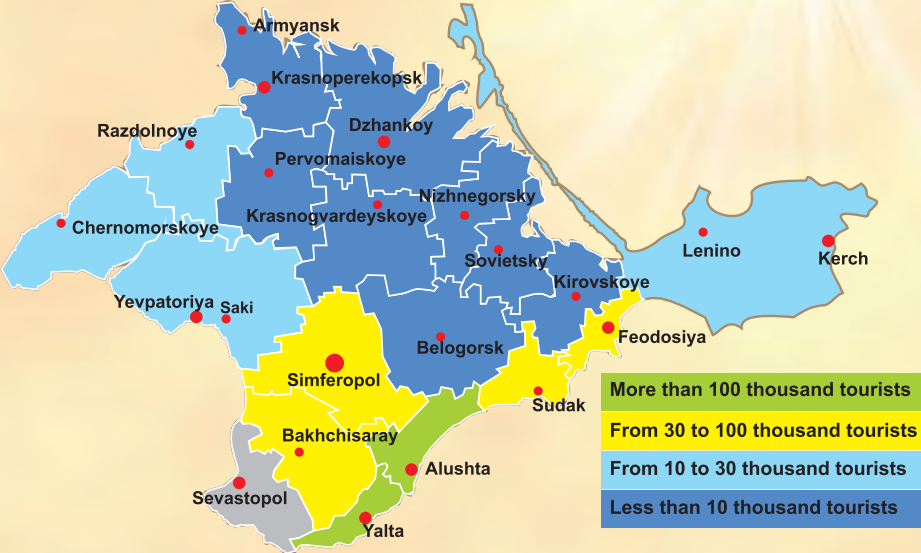 Armyansk
Krasnoperekopsk
Razdolnoye
Dzhankoy
Pervomaiskoye
Chernomorskoye
Krasnogvardeyskoye
Nizhnegorsky
Lenino
Kerch
Sovietsky
Kirovskoye
Yevpatoriya
Saki
Feodosiya
Belogorsk
Simferopol
More than 100 thousand tourists
Sudak
From 30 to 100 thousand tourists
Bakhchisaray
From 10 to 30 thousand tourists
Alushta
Sevastopol
Less than 10 thousand tourists
Yalta